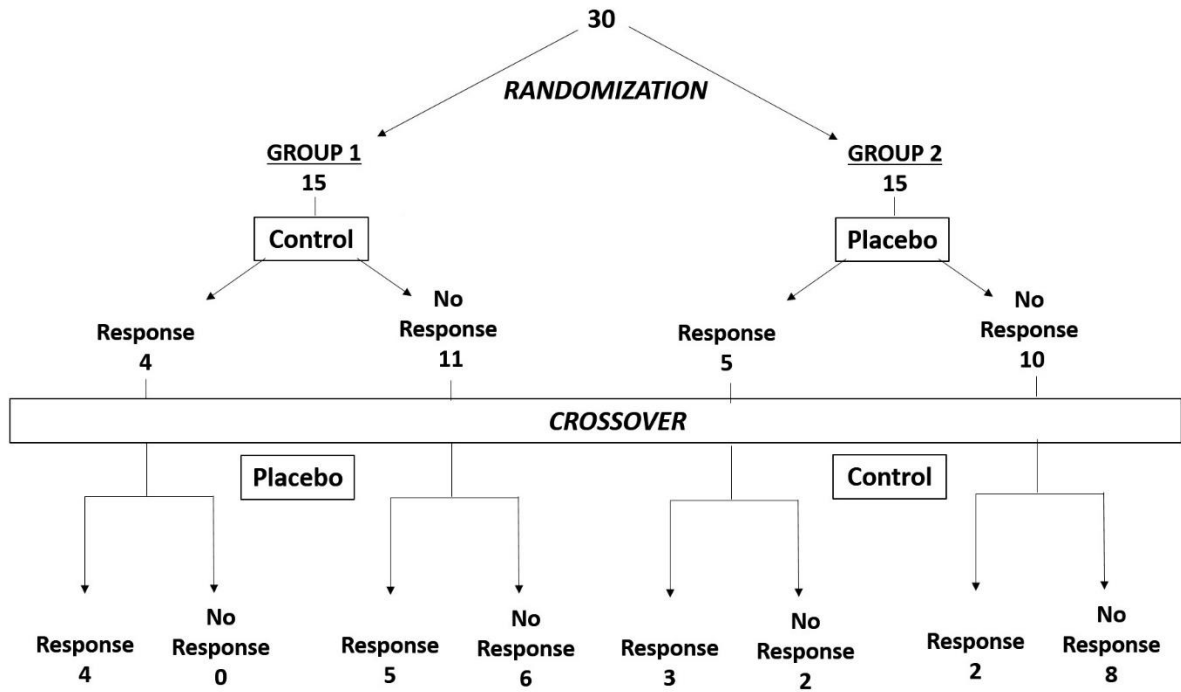 30
RANDOMIZATION
GROUP 1
15
GROUP 2
15
Control
Placebo
Response
4
No
Response
11
Response
5
No
Response
10
CROSSOVER
Placebo
Control
Response
4
No
Response
0
Response
5
No
Response
6
Response
3
No
Response
2
Response
2
No
Response
8